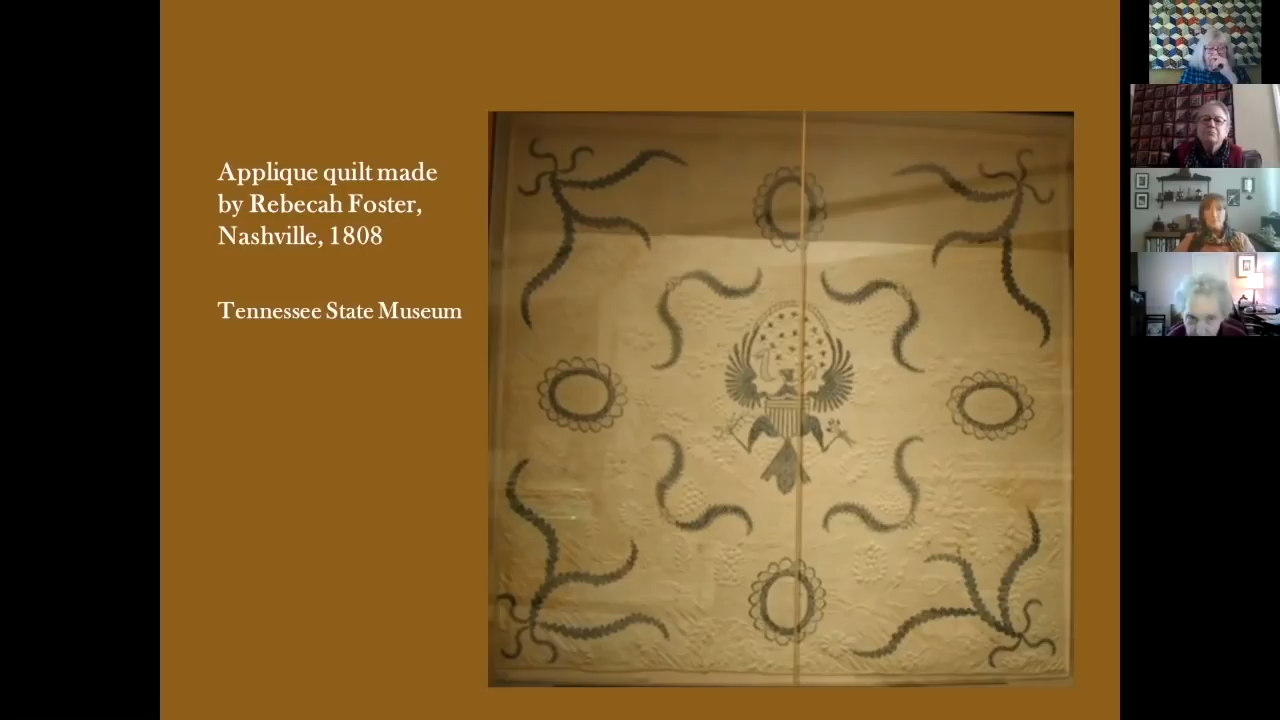 Applique quilt made
by Rebecah Foster,
Nashville, 1808
Tennessee State Museum